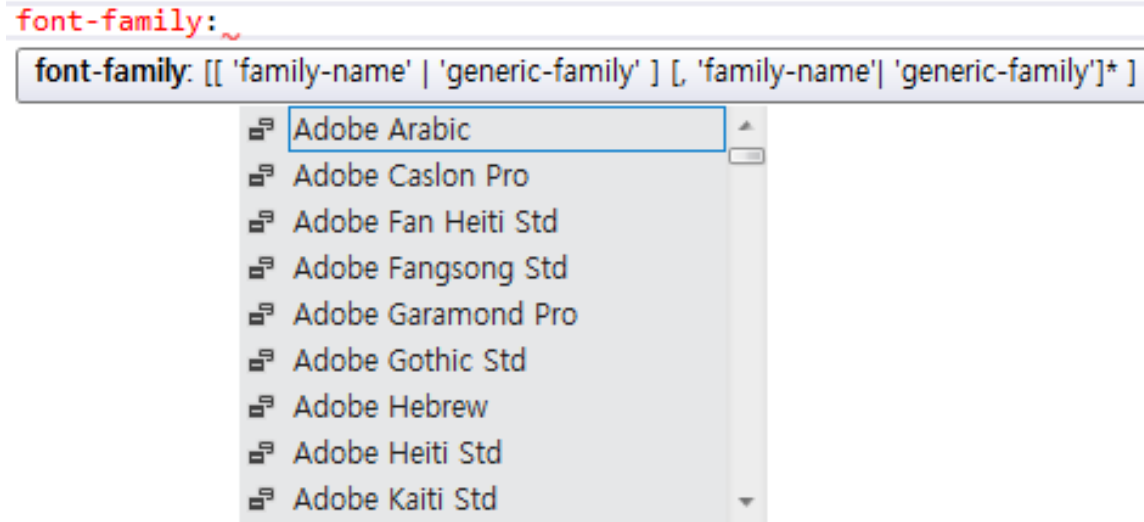 font-family:
font-family: [[ 'family-name' | 'generic-family' ] [, 'family-name'| 'generic-family']* ]
Adobe Arabic
Adobe Caslon Pro
Adobe Fan Heiti Std
Adobe Fangsong Std
Adobe Garamond Pro
Adobe Gothic Std
Adobe Hebrew
Adobe Heiti Std
Adobe Kaiti Std